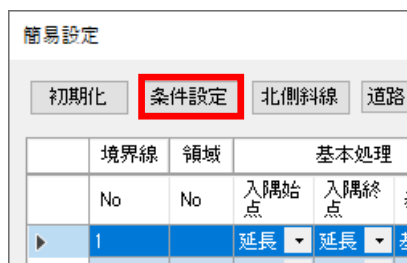 簡易設定
初期化 条件設定 北側斜線 道路
境界線 領域 基本処理
No No 入隅始点 入隅終点
1 延長 延長